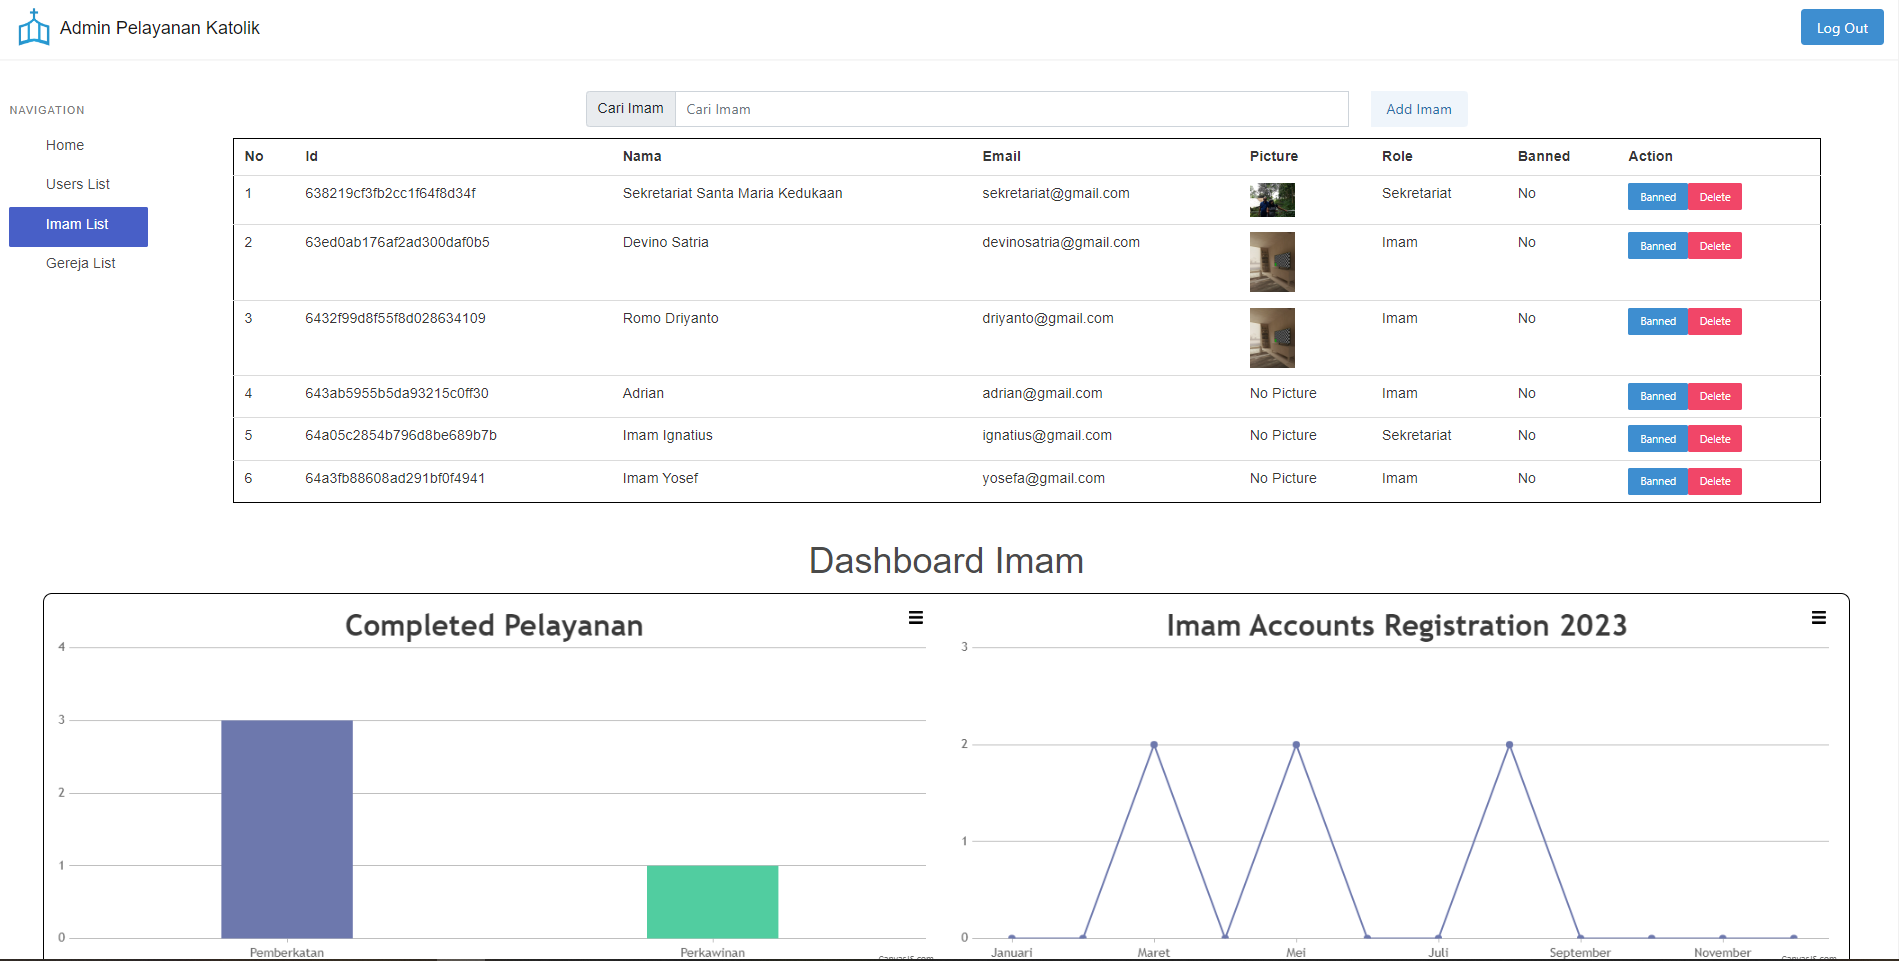 Admin Pelayanan Katolik
Log Out
NAVIGATION
Home
Users List
Imam List
Gereja List
Cari Imam Cari Imam Add Imam
No Id Nama Email Picture Role Banned Action
1 638219cf3fb2cc1f64f8d34f Sekretariat Santa Maria Kedukaan sekretariat@gmail.com Sekretariat No Banned Delete
2 63ed0ab176af2ad300daf0b5 Devino Satria devinosatria@gmail.com Imam No Banned Delete
3 6432f99d8f55f8d028634109 Romo Driyanto driyanto@gmail.com Imam No Banned Delete
4 643ab5955b5da93215c0ff30 Adrian adrian@gmail.com No Picture Imam No Banned Delete
5 64a05c2854b796d8be689b7b Imam Ignatius ignatius@gmail.com No Picture Sekretariat No Banned Delete
6 64a3fb88608ad291bf0f4941 Imam Yosef yosefa@gmail.com No Picture Imam No Banned Delete
Dashboard Imam
Completed Pelayanan
4
3
2
1
0
Pemberkatan Perkawinan
CanvasJS.com
Imam Accounts Registration 2023
3
2
1
0
Januari Maret Mei Juli September November
CanvasJS.com